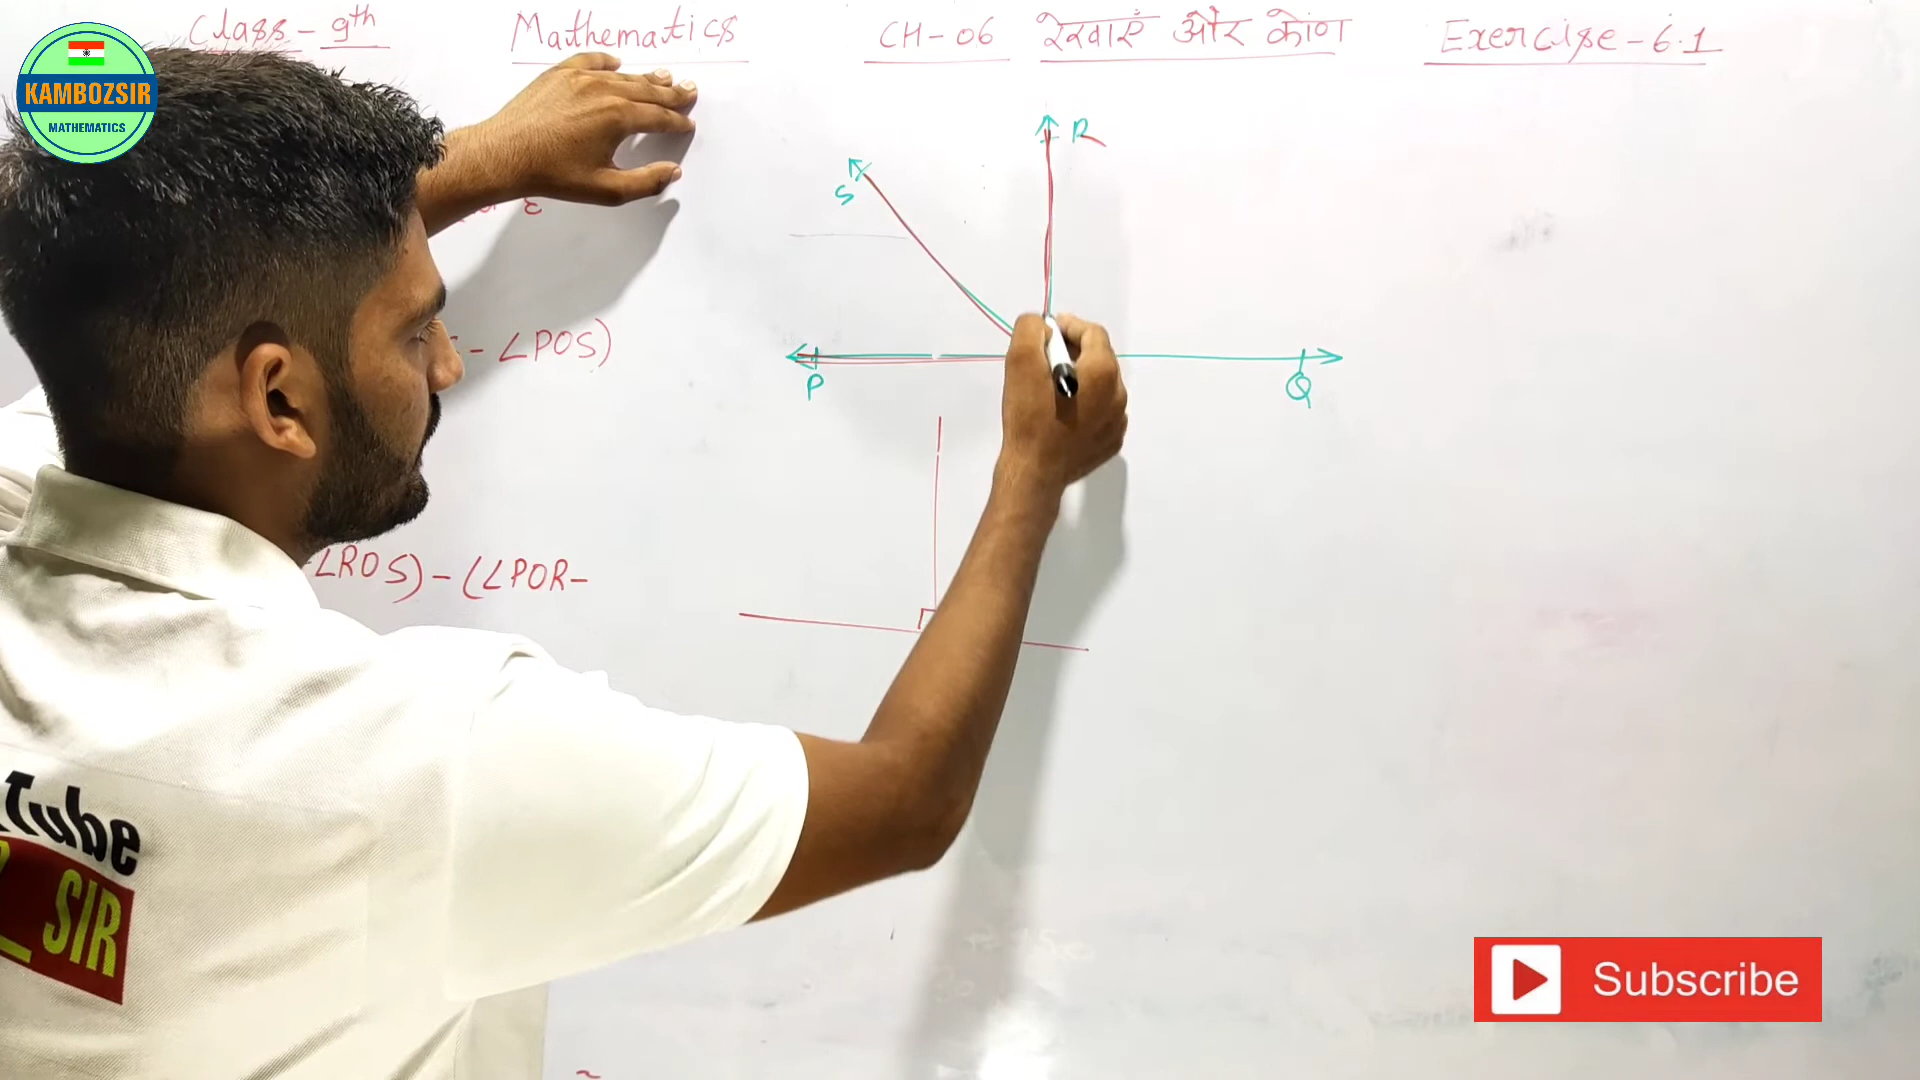 Class - 9th Mathematics CH-06 रेखाएं और कोण Exercise - 6.1
KAMBOZSIR
MATHEMATICS
R
S
P
Q
- ∠POS)
∠ROS) - (∠POR -
Tube
SIR
Subscribe